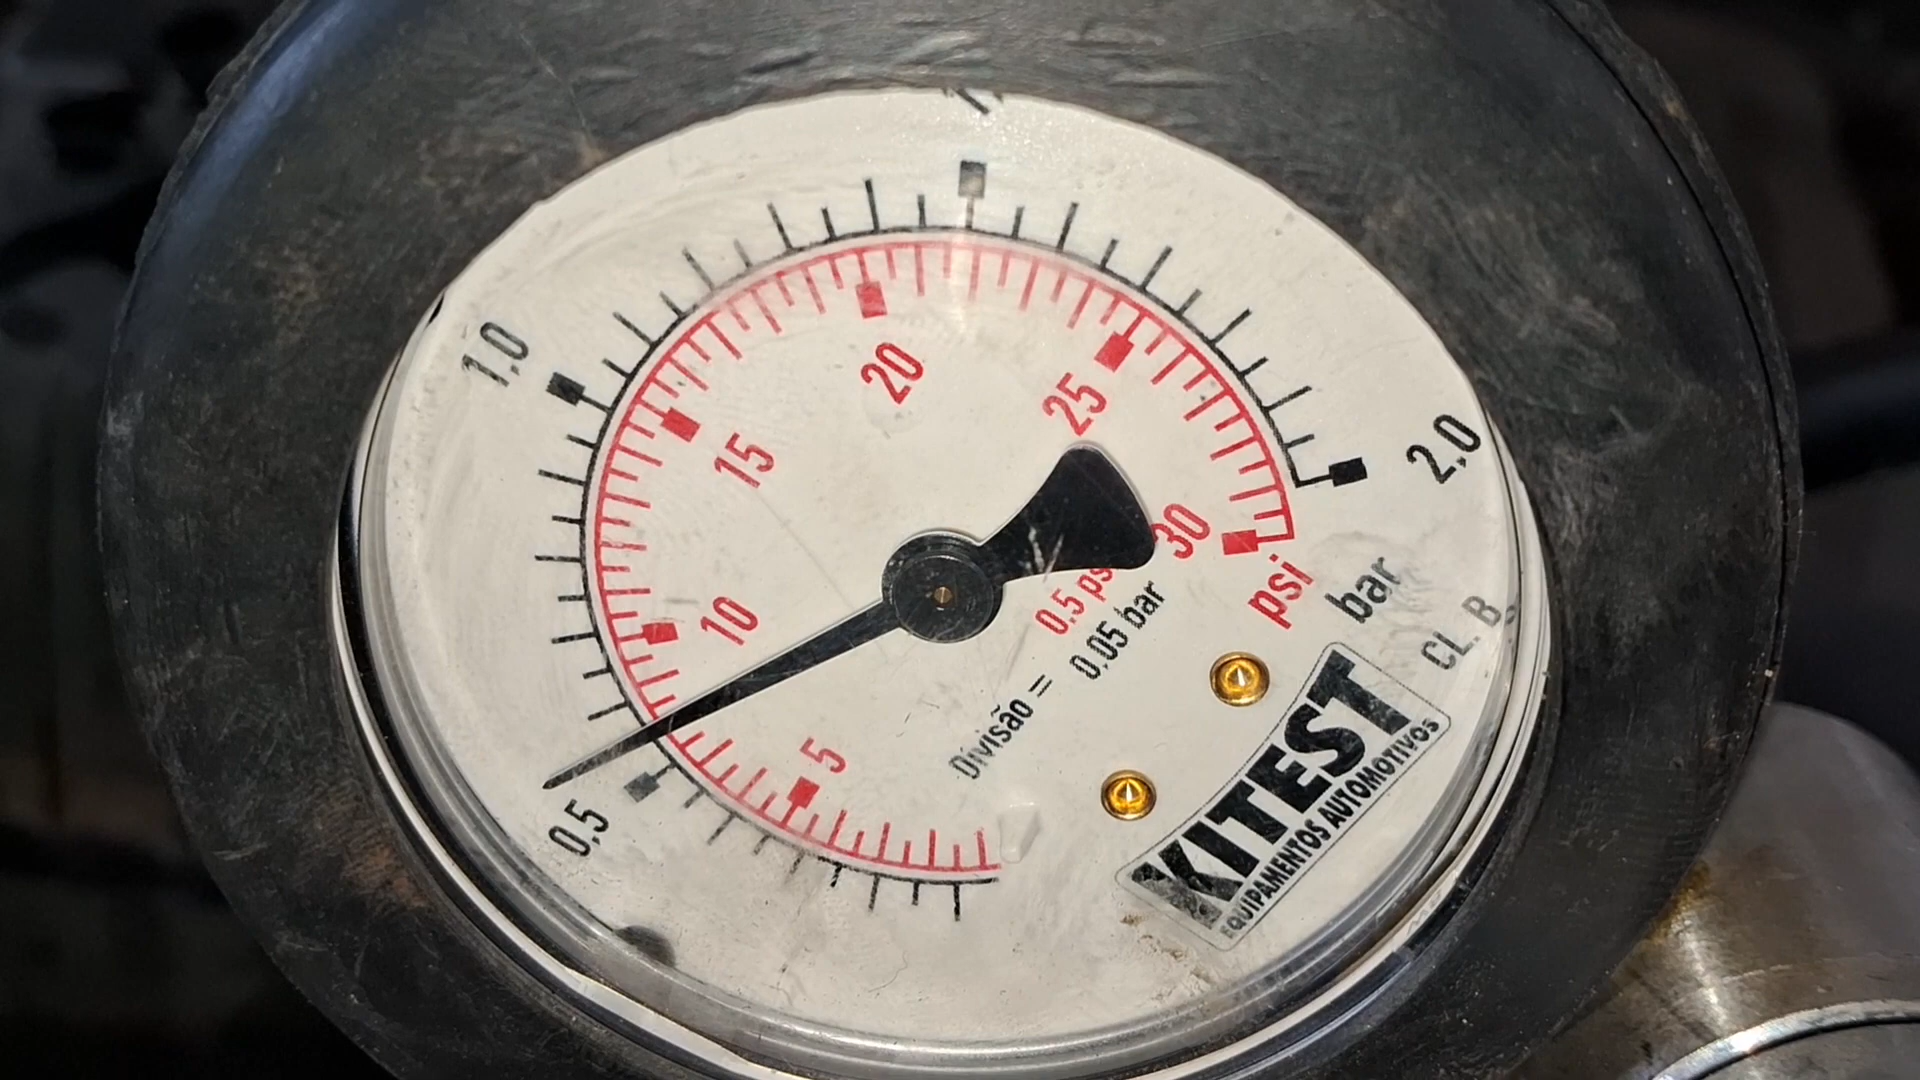 0,5
1,0
2,0
bar
5
10
15
20
25
30
psi
0,5 psi
Divisão = 0,05 bar
CL. B
KITEST
EQUIPAMENTOS AUTOMOTIVOS